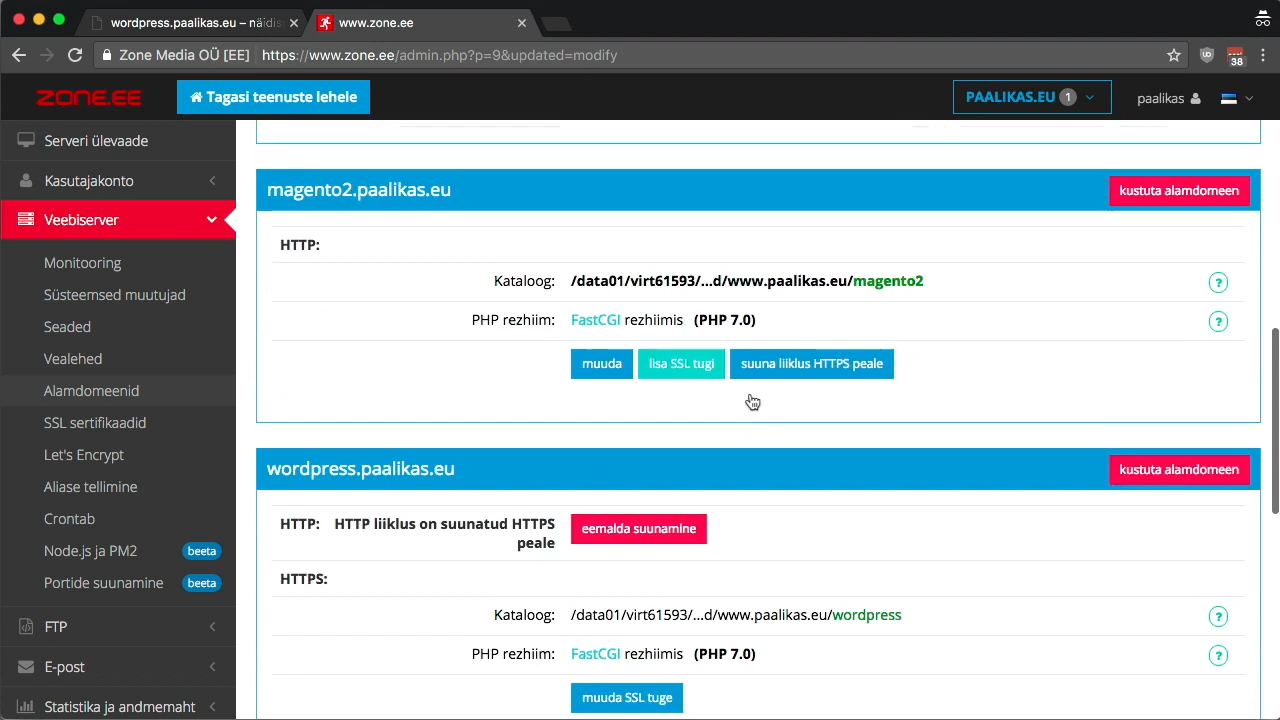 wordpress.paalikas.eu – näidis
www.zone.ee
Zone Media OÜ [EE]
https://www.zone.ee/admin.php?p=9&updated=modify
38
ZONE.EE
Tagasi teenuste lehele
PAALIKAS.EU 1
paalikas
Serveri ülevaade
Kasutajakonto
Veebiserver
Monitooring
Süsteemsed muutujad
Seaded
Vealehed
Alamdomeenid
SSL sertifikaadid
Let's Encrypt
Aliase tellimine
Crontab
Node.js ja PM2 beeta
Portide suunamine beeta
FTP
E-post
Statistika ja andmemaht
magento2.paalikas.eu
kustuta alamdomeen
HTTP:
Kataloog: /data01/virt61593/...d/www.paalikas.eu/magento2 ?
PHP rezhiim: FastCGI rezhiimis (PHP 7.0) ?
muuda lisa SSL tugi suuna liiklus HTTPS peale
wordpress.paalikas.eu
kustuta alamdomeen
HTTP: HTTP liiklus on suunatud HTTPS
peale
eemalda suunamine
HTTPS:
Kataloog: /data01/virt61593/...d/www.paalikas.eu/wordpress ?
PHP rezhiim: FastCGI rezhiimis (PHP 7.0) ?
muuda SSL tuge